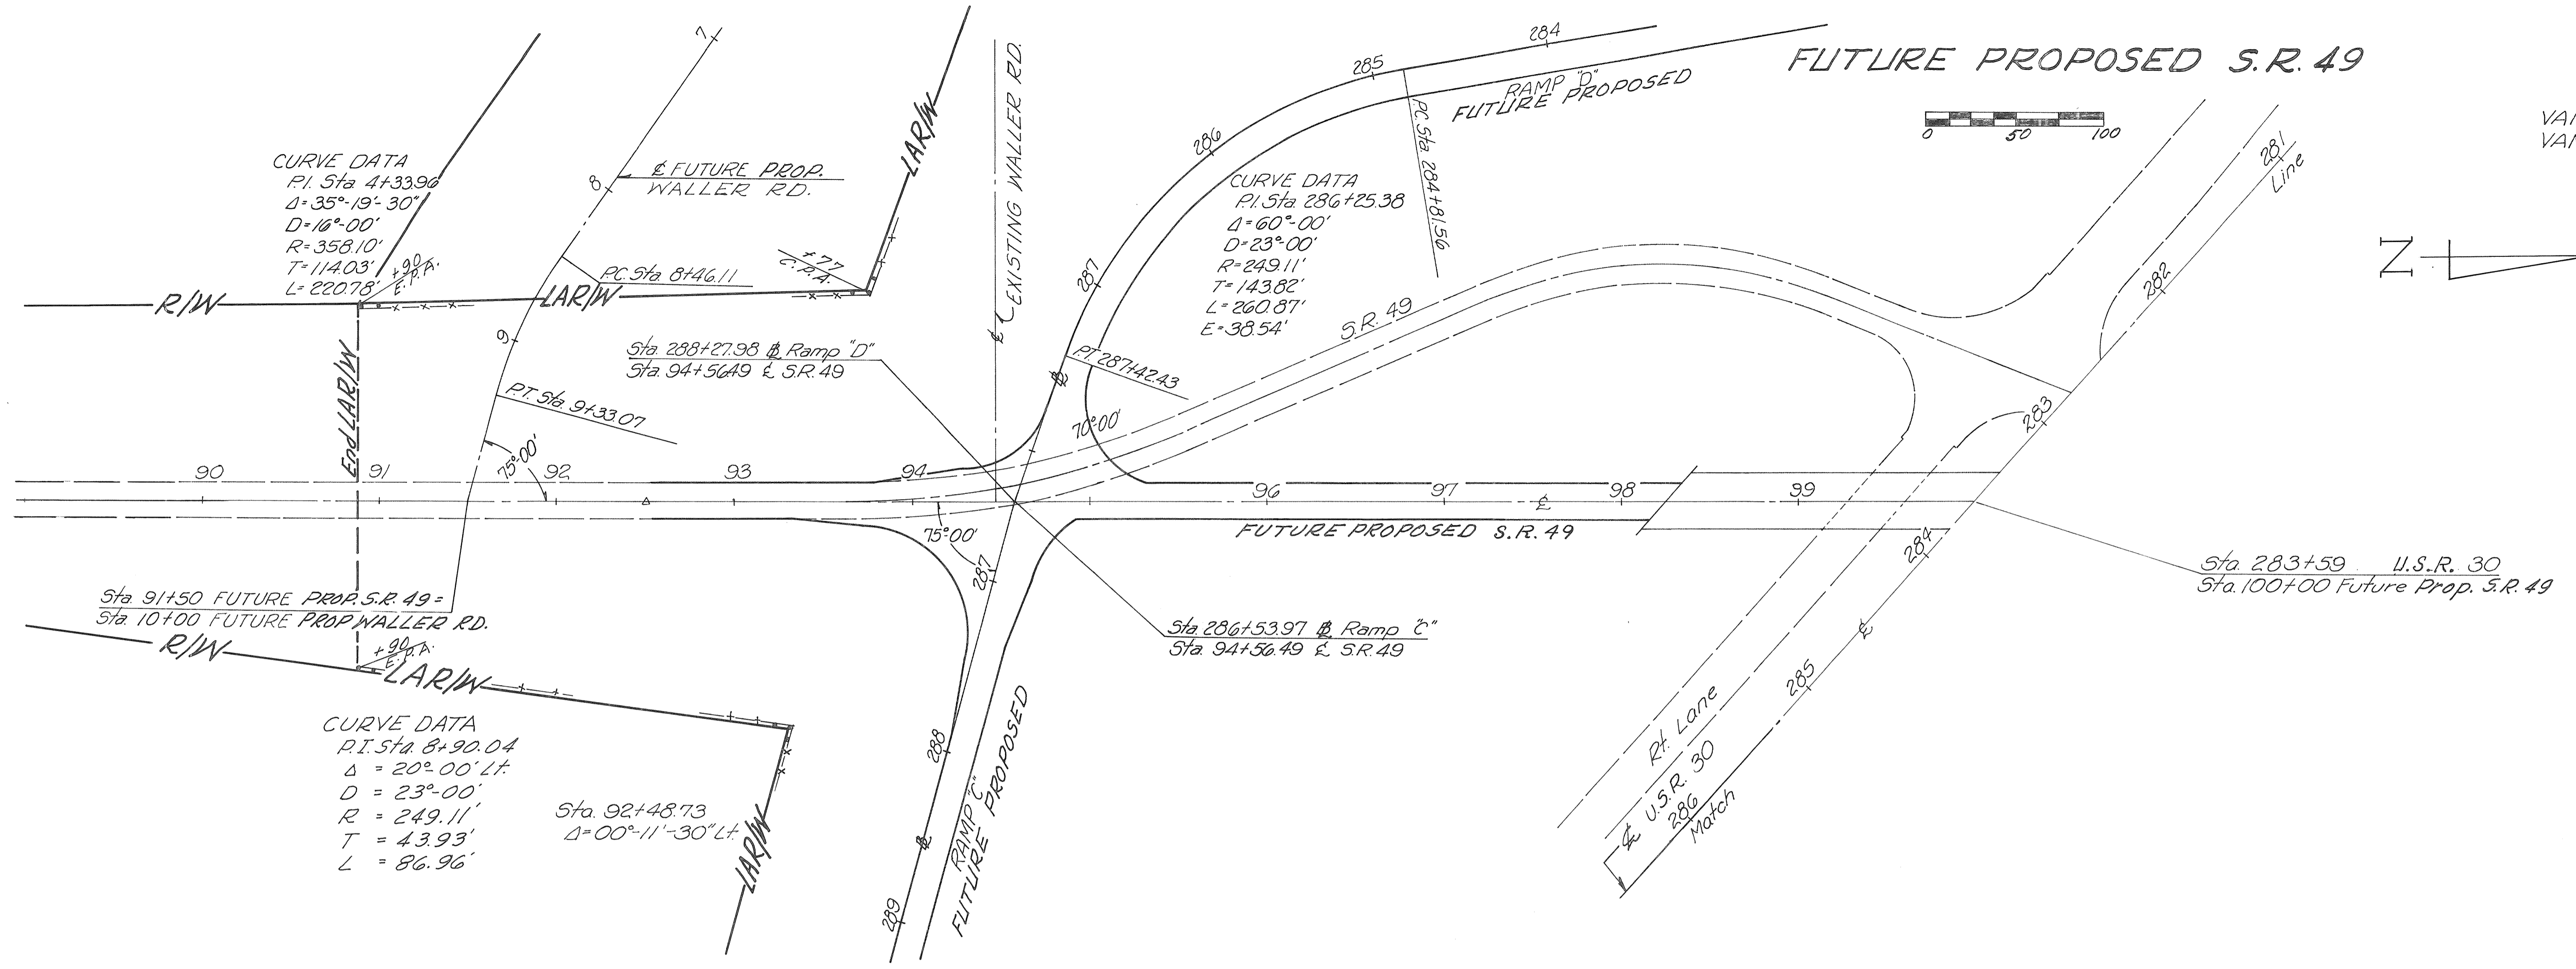 FUTURE PROPOSED S.R. 49
0 50 100
N
7
8
9
℄ FUTURE PROP.
WALLER RD.
CURVE DATA
P.I. Sta. 4+33.96
Δ=35°-19'-30"
D=16°-00'
R=358.10'
T=114.03'
L=220.78'
+90
E.P.A.
R/W
LAR/W
P.C. Sta. 8+46.11
+77
C.P.A.
LAR/W
℄ EXISTING WALLER RD.
284
285
286
287
RAMP "D"
FUTURE PROPOSED
P.C. Sta. 284+81.56
CURVE DATA
P.I. Sta. 286+25.38
Δ=60°-00'
D=23°-00'
R=249.11'
T=143.82'
L=260.87'
E=38.54'
S.R. 49
P.T. 287+42.43
70°-00'
Sta. 288+27.98 ⅊ Ramp "D"
Sta. 94+56.49 ℄ S.R. 49
End LAR/W
P.T. Sta. 9+33.07
75°-00'
90 91 92 93 94 96 97 98 99
℄
FUTURE PROPOSED S.R. 49
75°-00'
287
288
289
RAMP "C"
FUTURE PROPOSED
Sta. 91+50 FUTURE PROP. S.R. 49 =
Sta. 10+00 FUTURE PROP WALLER RD.
R/W
+90
E.P.A.
LAR/W
Sta. 286+53.97 ⅊ Ramp "C"
Sta. 94+56.49 ℄ S.R. 49
CURVE DATA
P.I. Sta. 8+90.04
Δ = 20°-00' Lt.
D = 23°-00'
R = 249.11'
T = 43.93'
L = 86.96'
Sta. 92+48.73
Δ=00°-11'-30" Lt.
LAR/W
281
Line
282
283
284
℄
285
Rt. Lane
℄ U.S.R. 30
286
Match
Sta. 283+59 U.S.R. 30
Sta. 100+00 Future Prop. S.R. 49